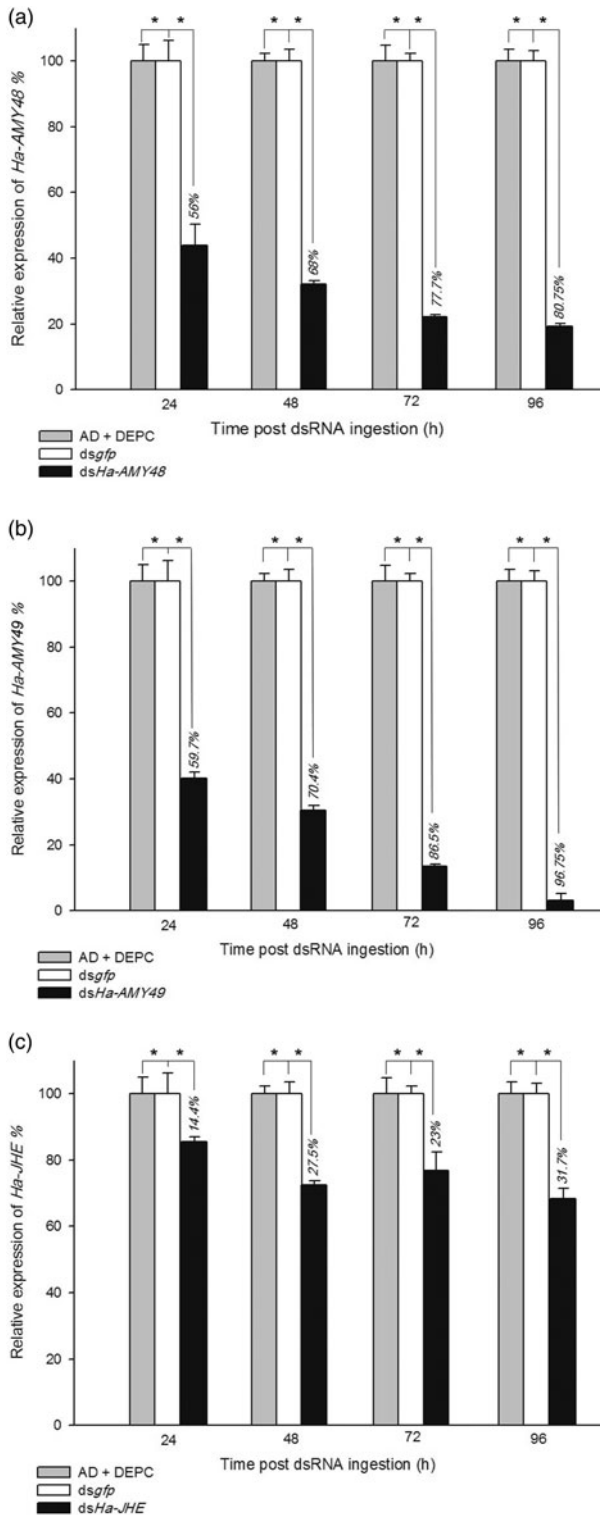 (a)
* * * * * * * *
100
80
60
40
20
0
Relative expression of Ha-AMY48 %
56%
68%
77.7%
80.75%
24 48 72 96
Time post dsRNA ingestion (h)
AD + DEPC
dsgfp
dsHa-AMY48
(b)
* * * * * * * *
100
80
60
40
20
0
Relative expression of Ha-AMY49 %
59.7%
70.4%
86.5%
96.75%
24 48 72 96
Time post dsRNA ingestion (h)
AD + DEPC
dsgfp
dsHa-AMY49
(c)
* * * * * * * *
100
80
60
40
20
0
Relative expression of Ha-JHE %
14.4%
27.5%
23%
31.7%
24 48 72 96
Time post dsRNA ingestion (h)
AD + DEPC
dsgfp
dsHa-JHE